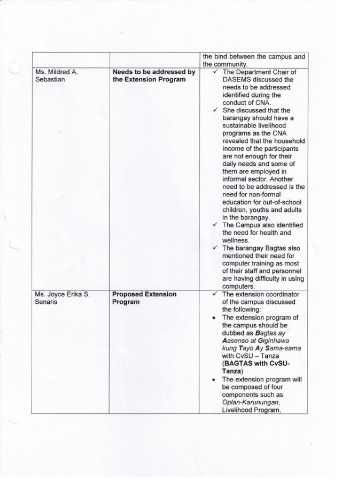 the bind between the campus and
the community.
Ms. Mildred A.
Sebastian
Needs to be addressed by
the Extension Program
✓ The Department Chair of
DASEMS discussed the
needs to be addressed
identified during the
conduct of CNA.
✓ She discussed that the
barangay should have a
sustainable livelihood
programs as the CNA
revealed that the household
income of the participants
are not enough for their
daily needs and some of
them are employed in
informal sector. Another
need to be addressed is the
need for non-formal
education for out-of-school
children, youths and adults
in the barangay.
✓ The Campus also identified
the need for health and
wellness.
✓ The barangay Bagtas also
mentioned their need for
computer training as most
of their staff and personnel
are having difficulty in using
computers.
Ms. Joyce Erika S.
Senaris
Proposed Extension
Program
✓ The extension coordinator
of the campus discussed
the following:
• The extension program of
the campus should be
dubbed as Bagtas ay
Asenso at Giginhawa
kung Tayo Ay Sama-sama
with CvSU – Tanza
(BAGTAS with CvSU-
Tanza)
• The extension program will
be composed of four
components such as
Oplan-Karunungan,
Livelihood Program,